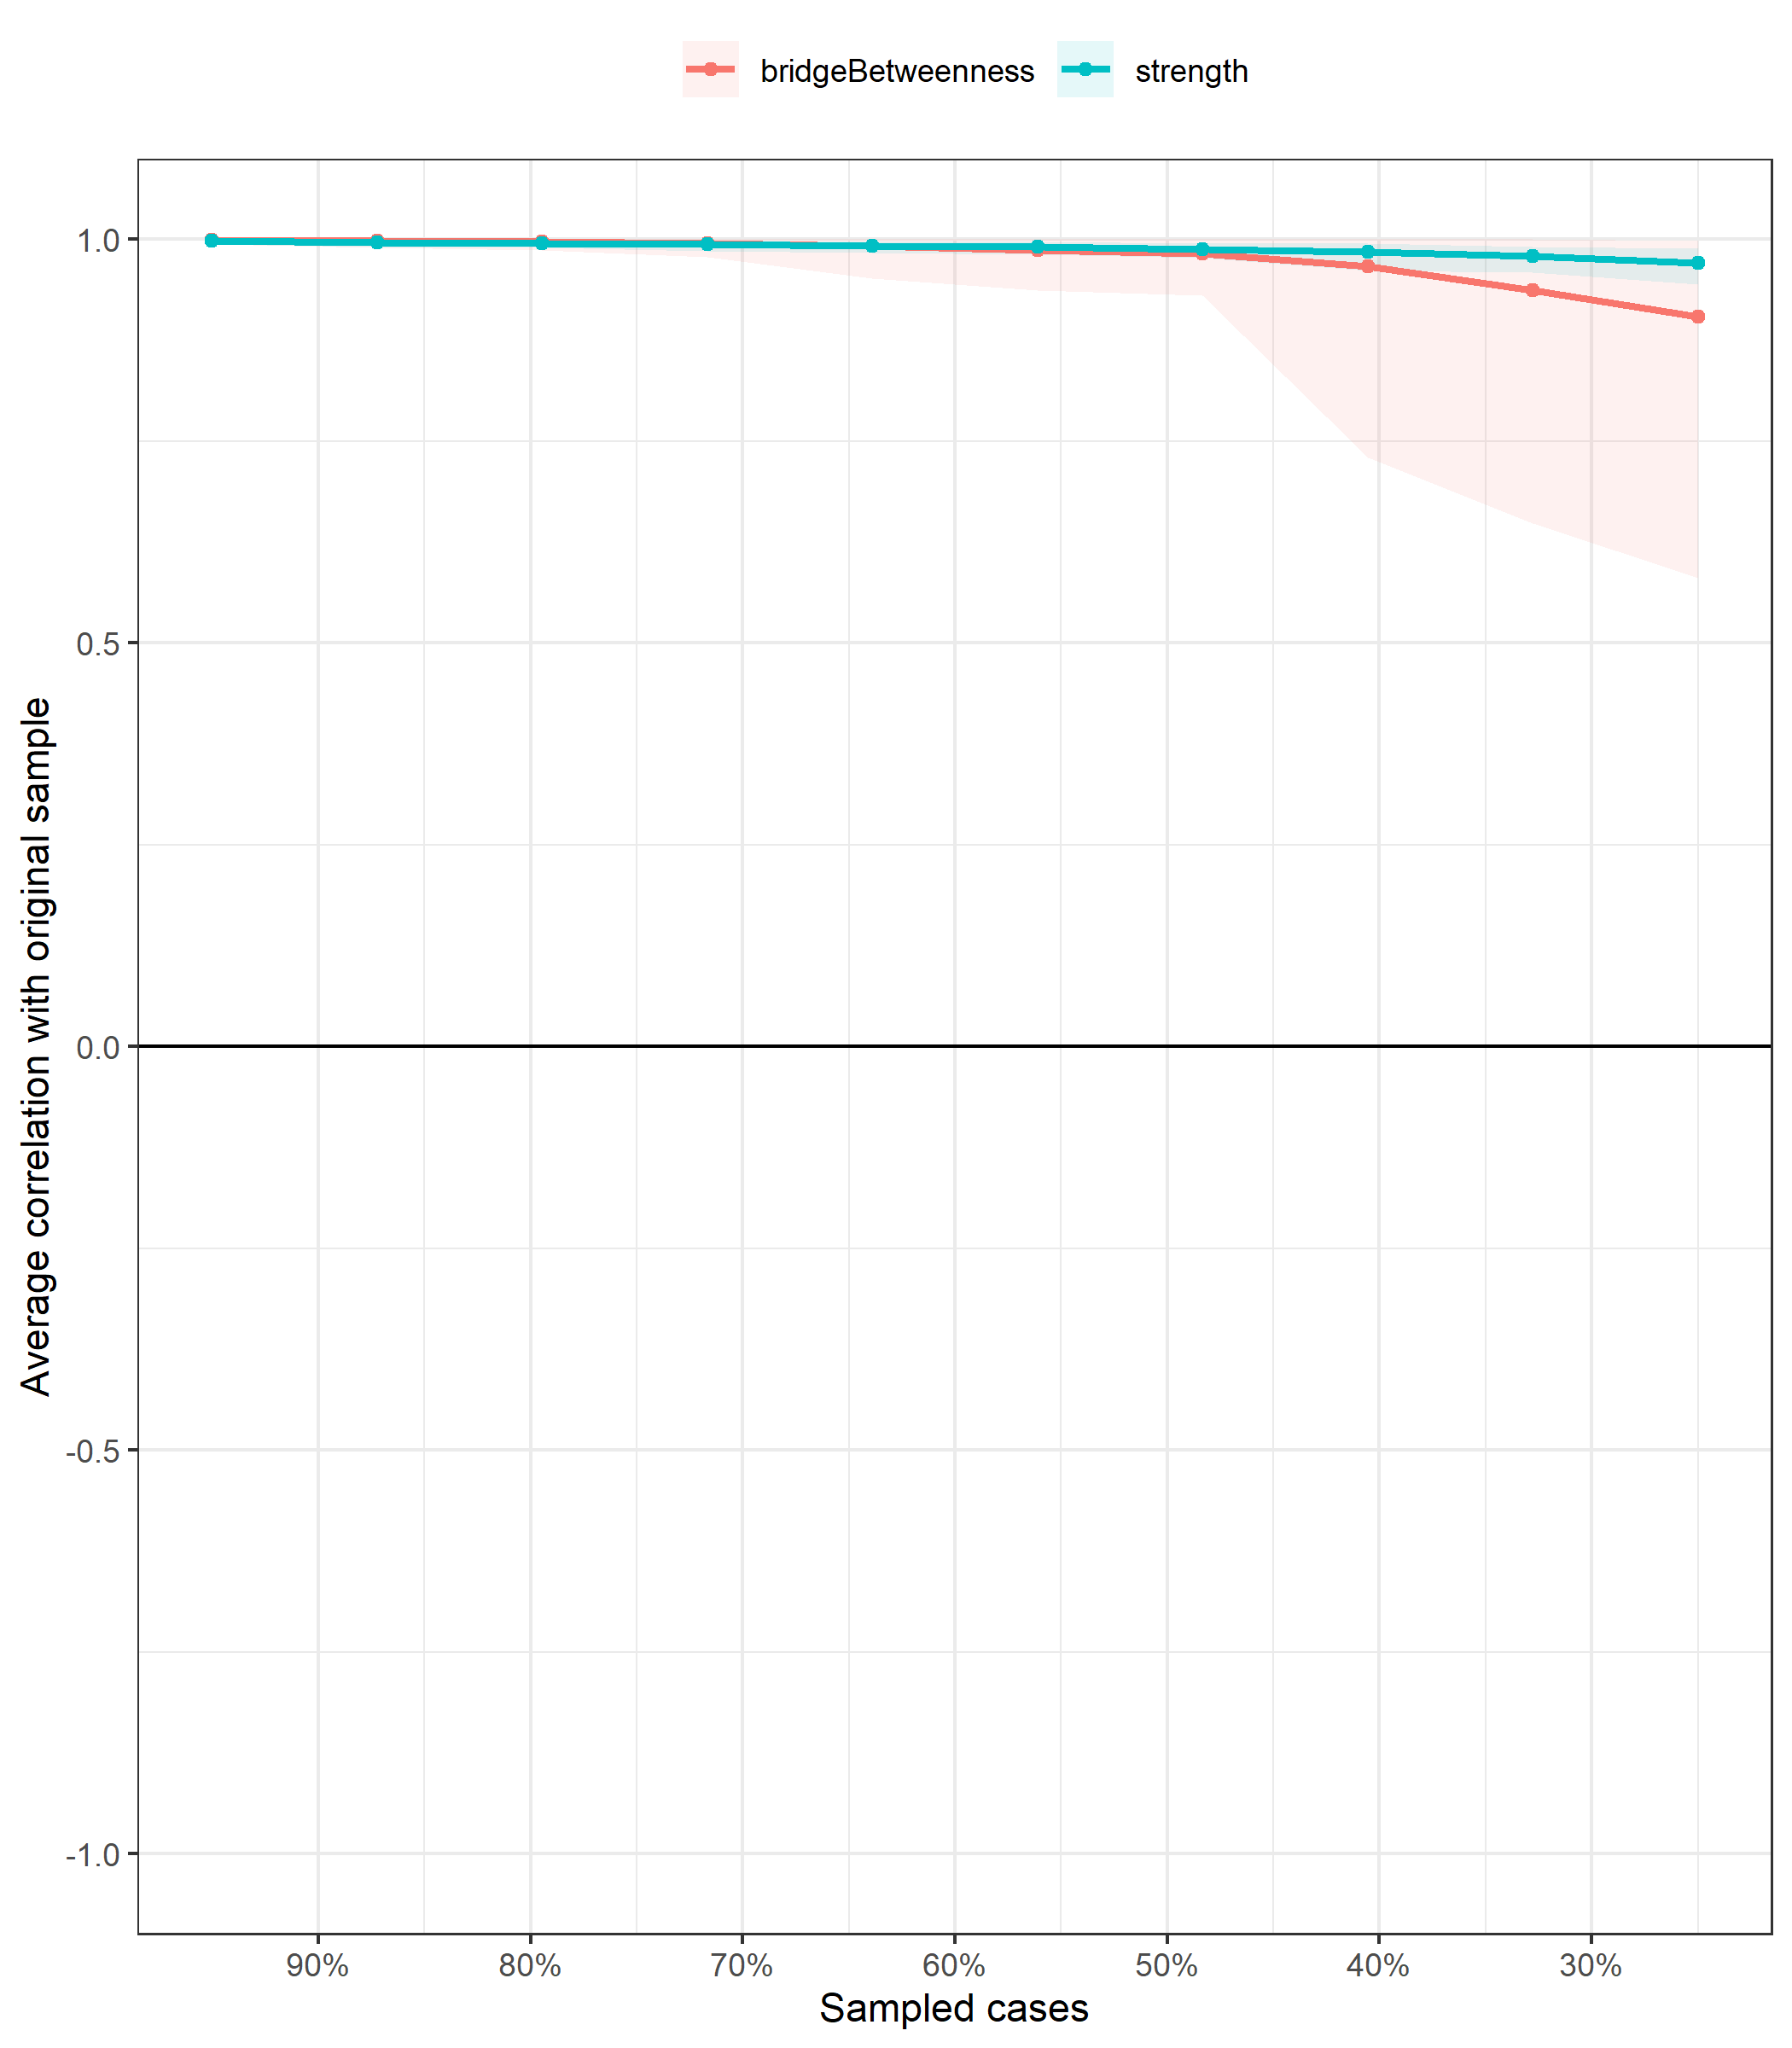 bridgeBetweenness strength
1.0
0.5
0.0
-0.5
-1.0
Average correlation with original sample
90% 80% 70% 60% 50% 40% 30%
Sampled cases